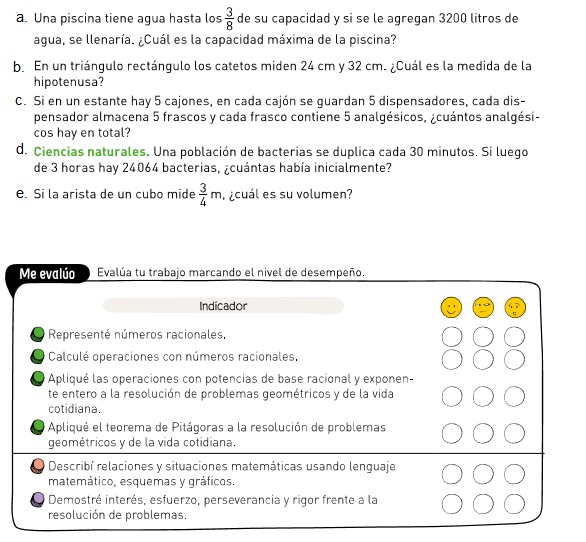 a. Una piscina tiene agua hasta los 3/8 de su capacidad y si se le agregan 3200 litros de
agua, se llenaría. ¿Cuál es la capacidad máxima de la piscina?
b. En un triángulo rectángulo los catetos miden 24 cm y 32 cm. ¿Cuál es la medida de la
hipotenusa?
c. Si en un estante hay 5 cajones, en cada cajón se guardan 5 dispensadores, cada dis-
pensador almacena 5 frascos y cada frasco contiene 5 analgésicos, ¿cuántos analgési-
cos hay en total?
d. Ciencias naturales. Una población de bacterias se duplica cada 30 minutos. Si luego
de 3 horas hay 24 064 bacterias, ¿cuántas había inicialmente?
e. Si la arista de un cubo mide 3/4 m, ¿cuál es su volumen?
Me evalúo Evalúa tu trabajo marcando el nivel de desempeño.
Indicador
Representé números racionales.
Calculé operaciones con números racionales.
Apliqué las operaciones con potencias de base racional y exponen-
te entero a la resolución de problemas geométricos y de la vida
cotidiana.
Apliqué el teorema de Pitágoras a la resolución de problemas
geométricos y de la vida cotidiana.
Describí relaciones y situaciones matemáticas usando lenguaje
matemático, esquemas y gráficos.
Demostré interés, esfuerzo, perseverancia y rigor frente a la
resolución de problemas.